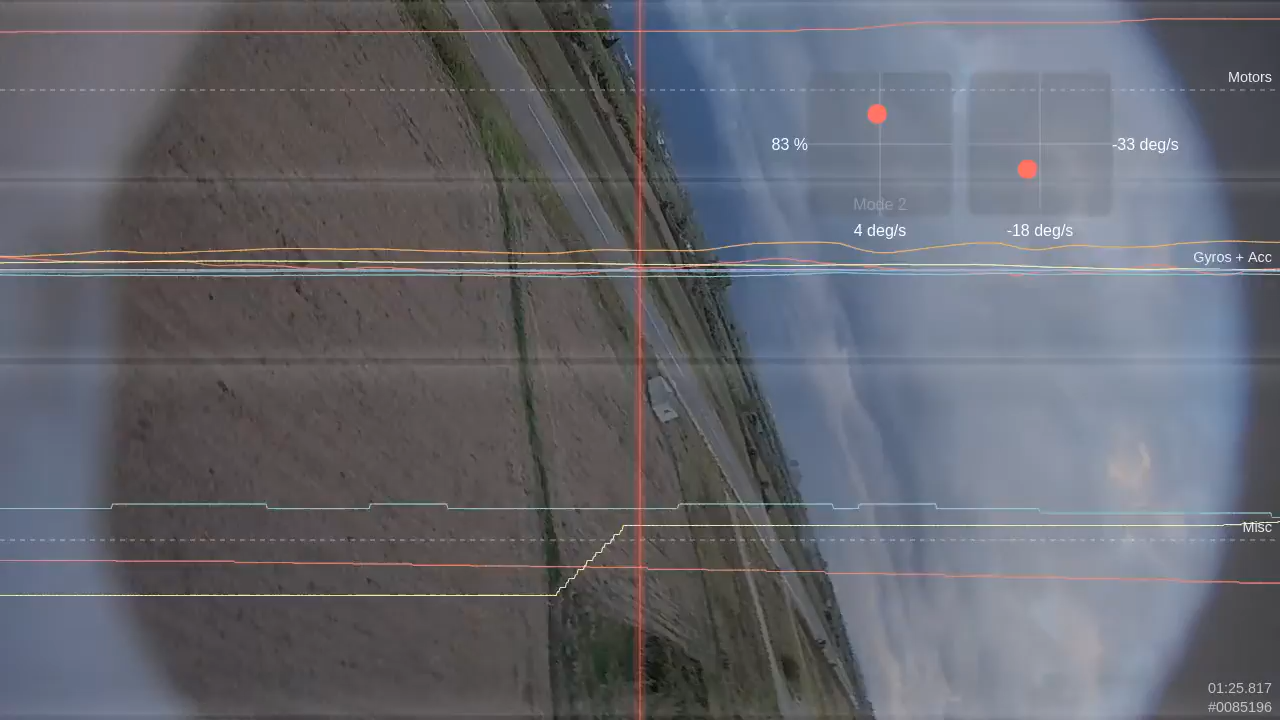 Motors
83 %
-33 deg/s
Mode 2
4 deg/s
-18 deg/s
Gyros + Acc
Misc
01:25.817
#0085196